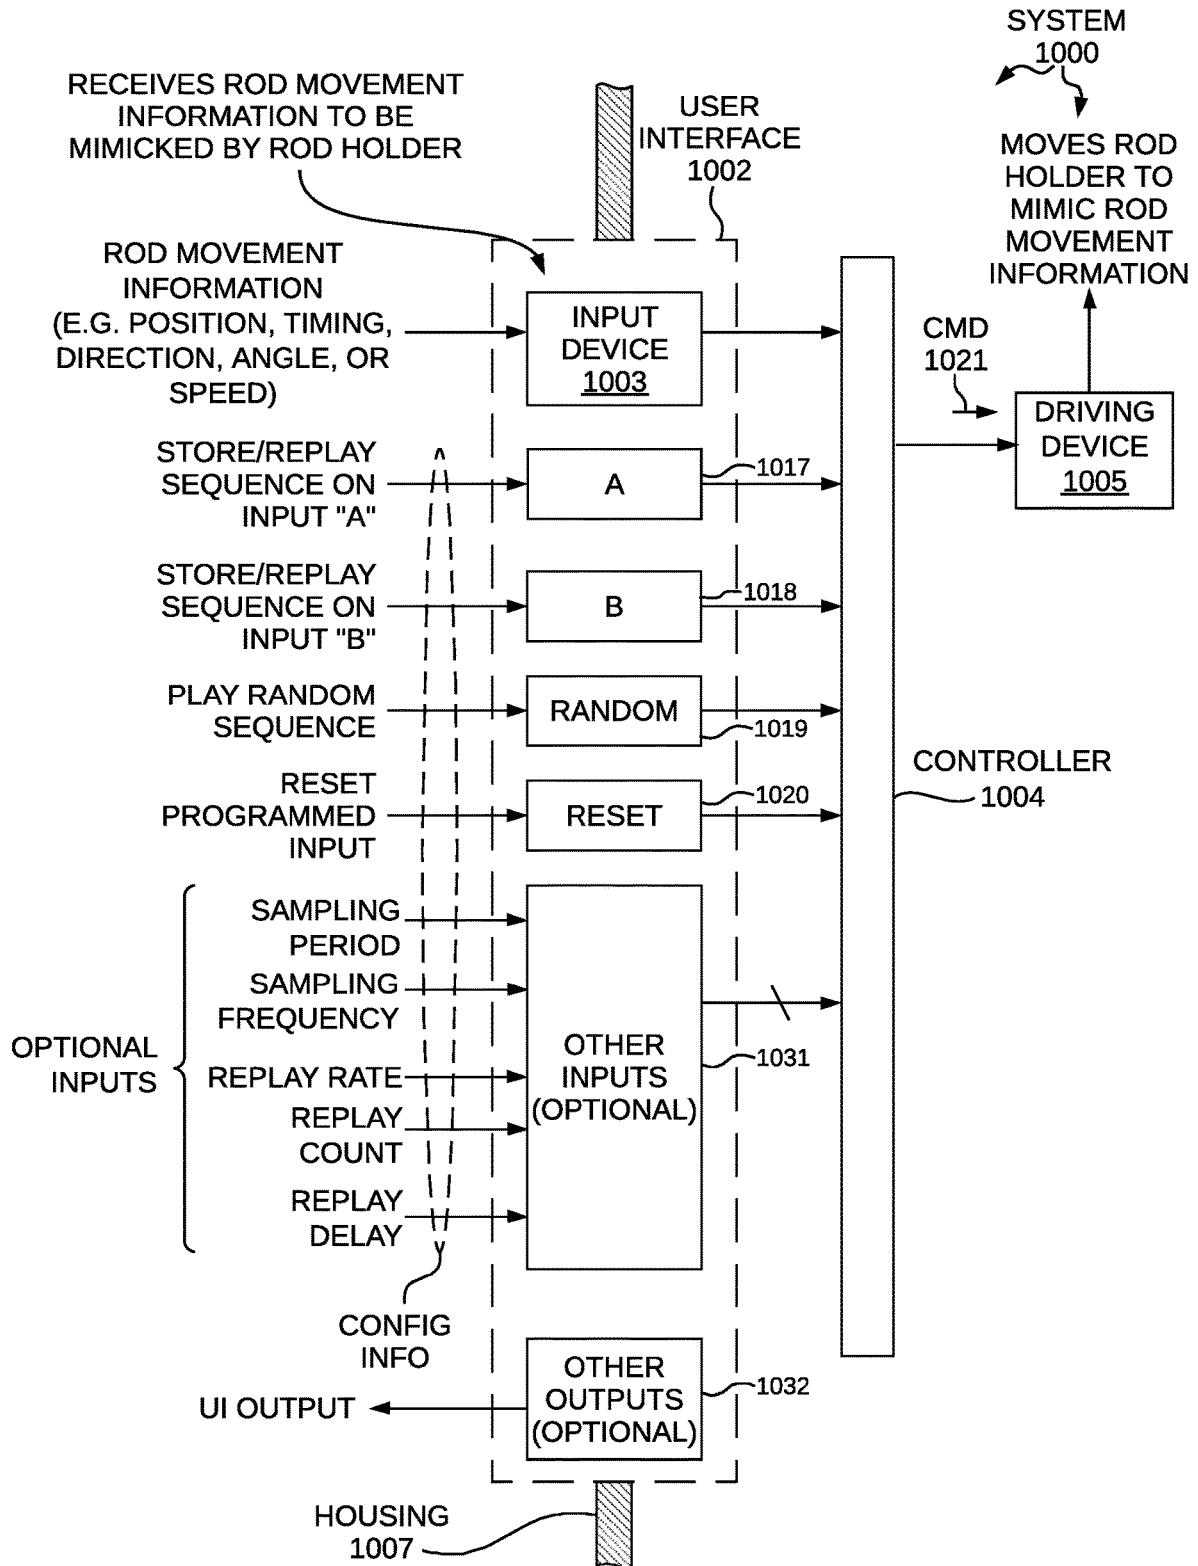 SYSTEM
1000
RECEIVES ROD MOVEMENT
INFORMATION TO BE
MIMICKED BY ROD HOLDER
USER
INTERFACE
1002
MOVES ROD
HOLDER TO
MIMIC ROD
MOVEMENT
INFORMATION
ROD MOVEMENT
INFORMATION
(E.G. POSITION, TIMING,
DIRECTION, ANGLE, OR
SPEED)
INPUT
DEVICE
1003
CMD
1021
DRIVING
DEVICE
1005
STORE/REPLAY
SEQUENCE ON
INPUT "A"
A
1017
STORE/REPLAY
SEQUENCE ON
INPUT "B"
B
1018
PLAY RANDOM
SEQUENCE
RANDOM
1019
CONTROLLER
1004
RESET
PROGRAMMED
INPUT
RESET
1020
OPTIONAL
INPUTS
SAMPLING
PERIOD
SAMPLING
FREQUENCY
REPLAY RATE
REPLAY
COUNT
REPLAY
DELAY
OTHER
INPUTS
(OPTIONAL)
1031
CONFIG
INFO
UI OUTPUT
OTHER
OUTPUTS
(OPTIONAL)
1032
HOUSING
1007